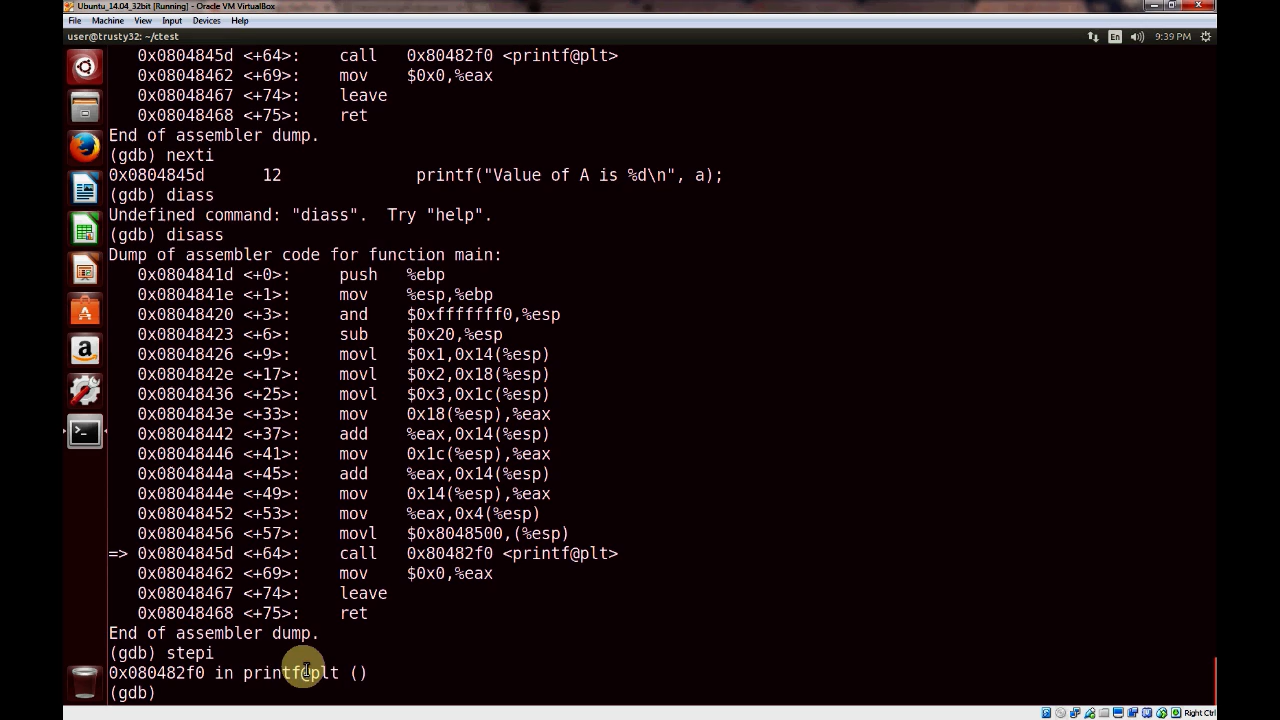 Ubuntu_14.04_32bit [Running] - Oracle VM VirtualBox
File Machine View Input Devices Help
user@trusty32: ~/ctest
En 9:39 PM
0x0804845d <+64>: call 0x80482f0 <printf@plt>
0x08048462 <+69>: mov $0x0,%eax
0x08048467 <+74>: leave
0x08048468 <+75>: ret
End of assembler dump.
(gdb) nexti
0x0804845d 12 printf("Value of A is %d\n", a);
(gdb) diass
Undefined command: "diass". Try "help".
(gdb) disass
Dump of assembler code for function main:
0x0804841d <+0>: push %ebp
0x0804841e <+1>: mov %esp,%ebp
0x08048420 <+3>: and $0xfffffff0,%esp
0x08048423 <+6>: sub $0x20,%esp
0x08048426 <+9>: movl $0x1,0x14(%esp)
0x0804842e <+17>: movl $0x2,0x18(%esp)
0x08048436 <+25>: movl $0x3,0x1c(%esp)
0x0804843e <+33>: mov 0x18(%esp),%eax
0x08048442 <+37>: add %eax,0x14(%esp)
0x08048446 <+41>: mov 0x1c(%esp),%eax
0x0804844a <+45>: add %eax,0x14(%esp)
0x0804844e <+49>: mov 0x14(%esp),%eax
0x08048452 <+53>: mov %eax,0x4(%esp)
0x08048456 <+57>: movl $0x8048500,(%esp)
=> 0x0804845d <+64>: call 0x80482f0 <printf@plt>
0x08048462 <+69>: mov $0x0,%eax
0x08048467 <+74>: leave
0x08048468 <+75>: ret
End of assembler dump.
(gdb) stepi
0x080482f0 in printf@plt ()
(gdb)
Right Ctrl